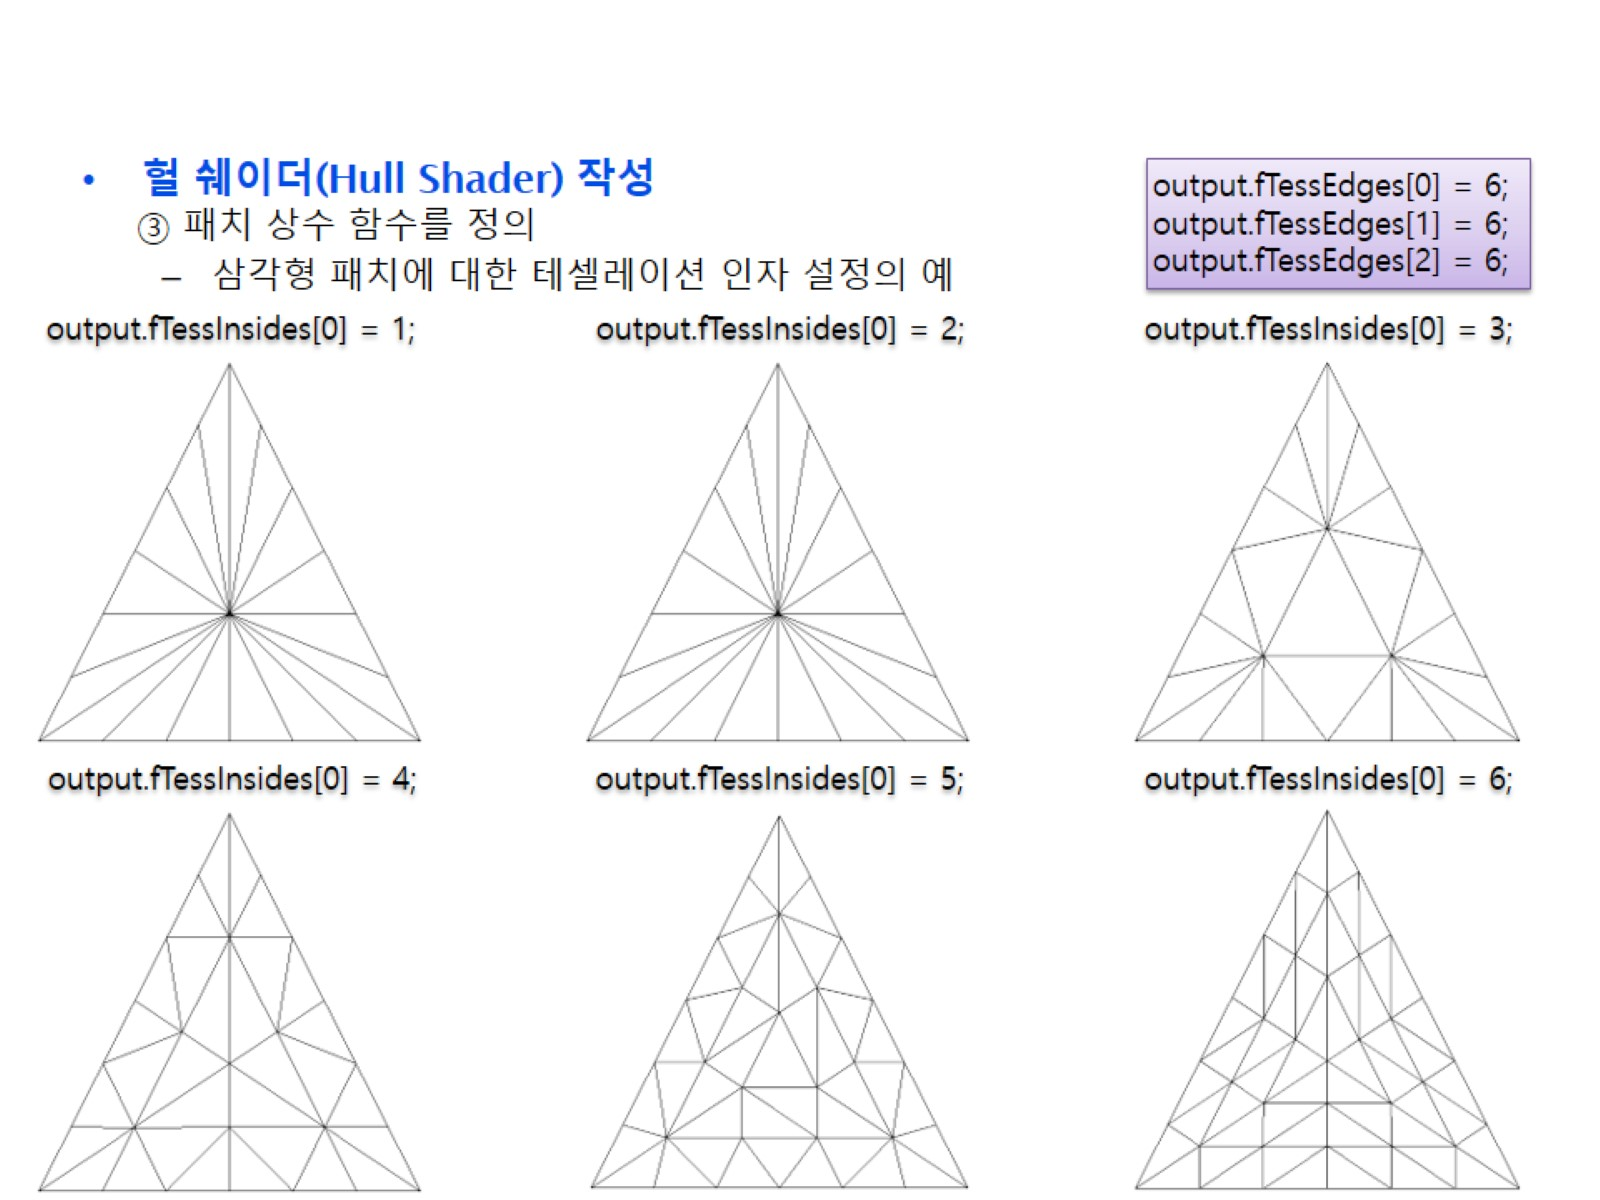 • 헐 쉐이더(Hull Shader) 작성
③ 패치 상수 함수를 정의
– 삼각형 패치에 대한 테셀레이션 인자 설정의 예
output.fTessEdges[0] = 6;
output.fTessEdges[1] = 6;
output.fTessEdges[2] = 6;
output.fTessInsides[0] = 1;
output.fTessInsides[0] = 2;
output.fTessInsides[0] = 3;
output.fTessInsides[0] = 4;
output.fTessInsides[0] = 5;
output.fTessInsides[0] = 6;